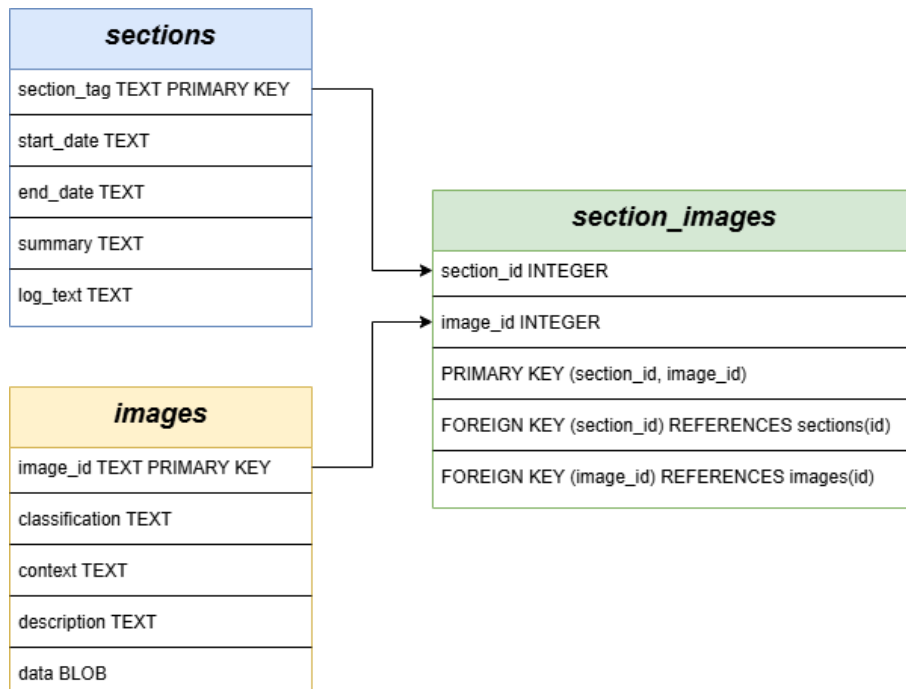 sections
section_tag TEXT PRIMARY KEY
start_date TEXT
end_date TEXT
summary TEXT
log_text TEXT
images
image_id TEXT PRIMARY KEY
classification TEXT
context TEXT
description TEXT
data BLOB
section_images
section_id INTEGER
image_id INTEGER
PRIMARY KEY (section_id, image_id)
FOREIGN KEY (section_id) REFERENCES sections(id)
FOREIGN KEY (image_id) REFERENCES images(id)